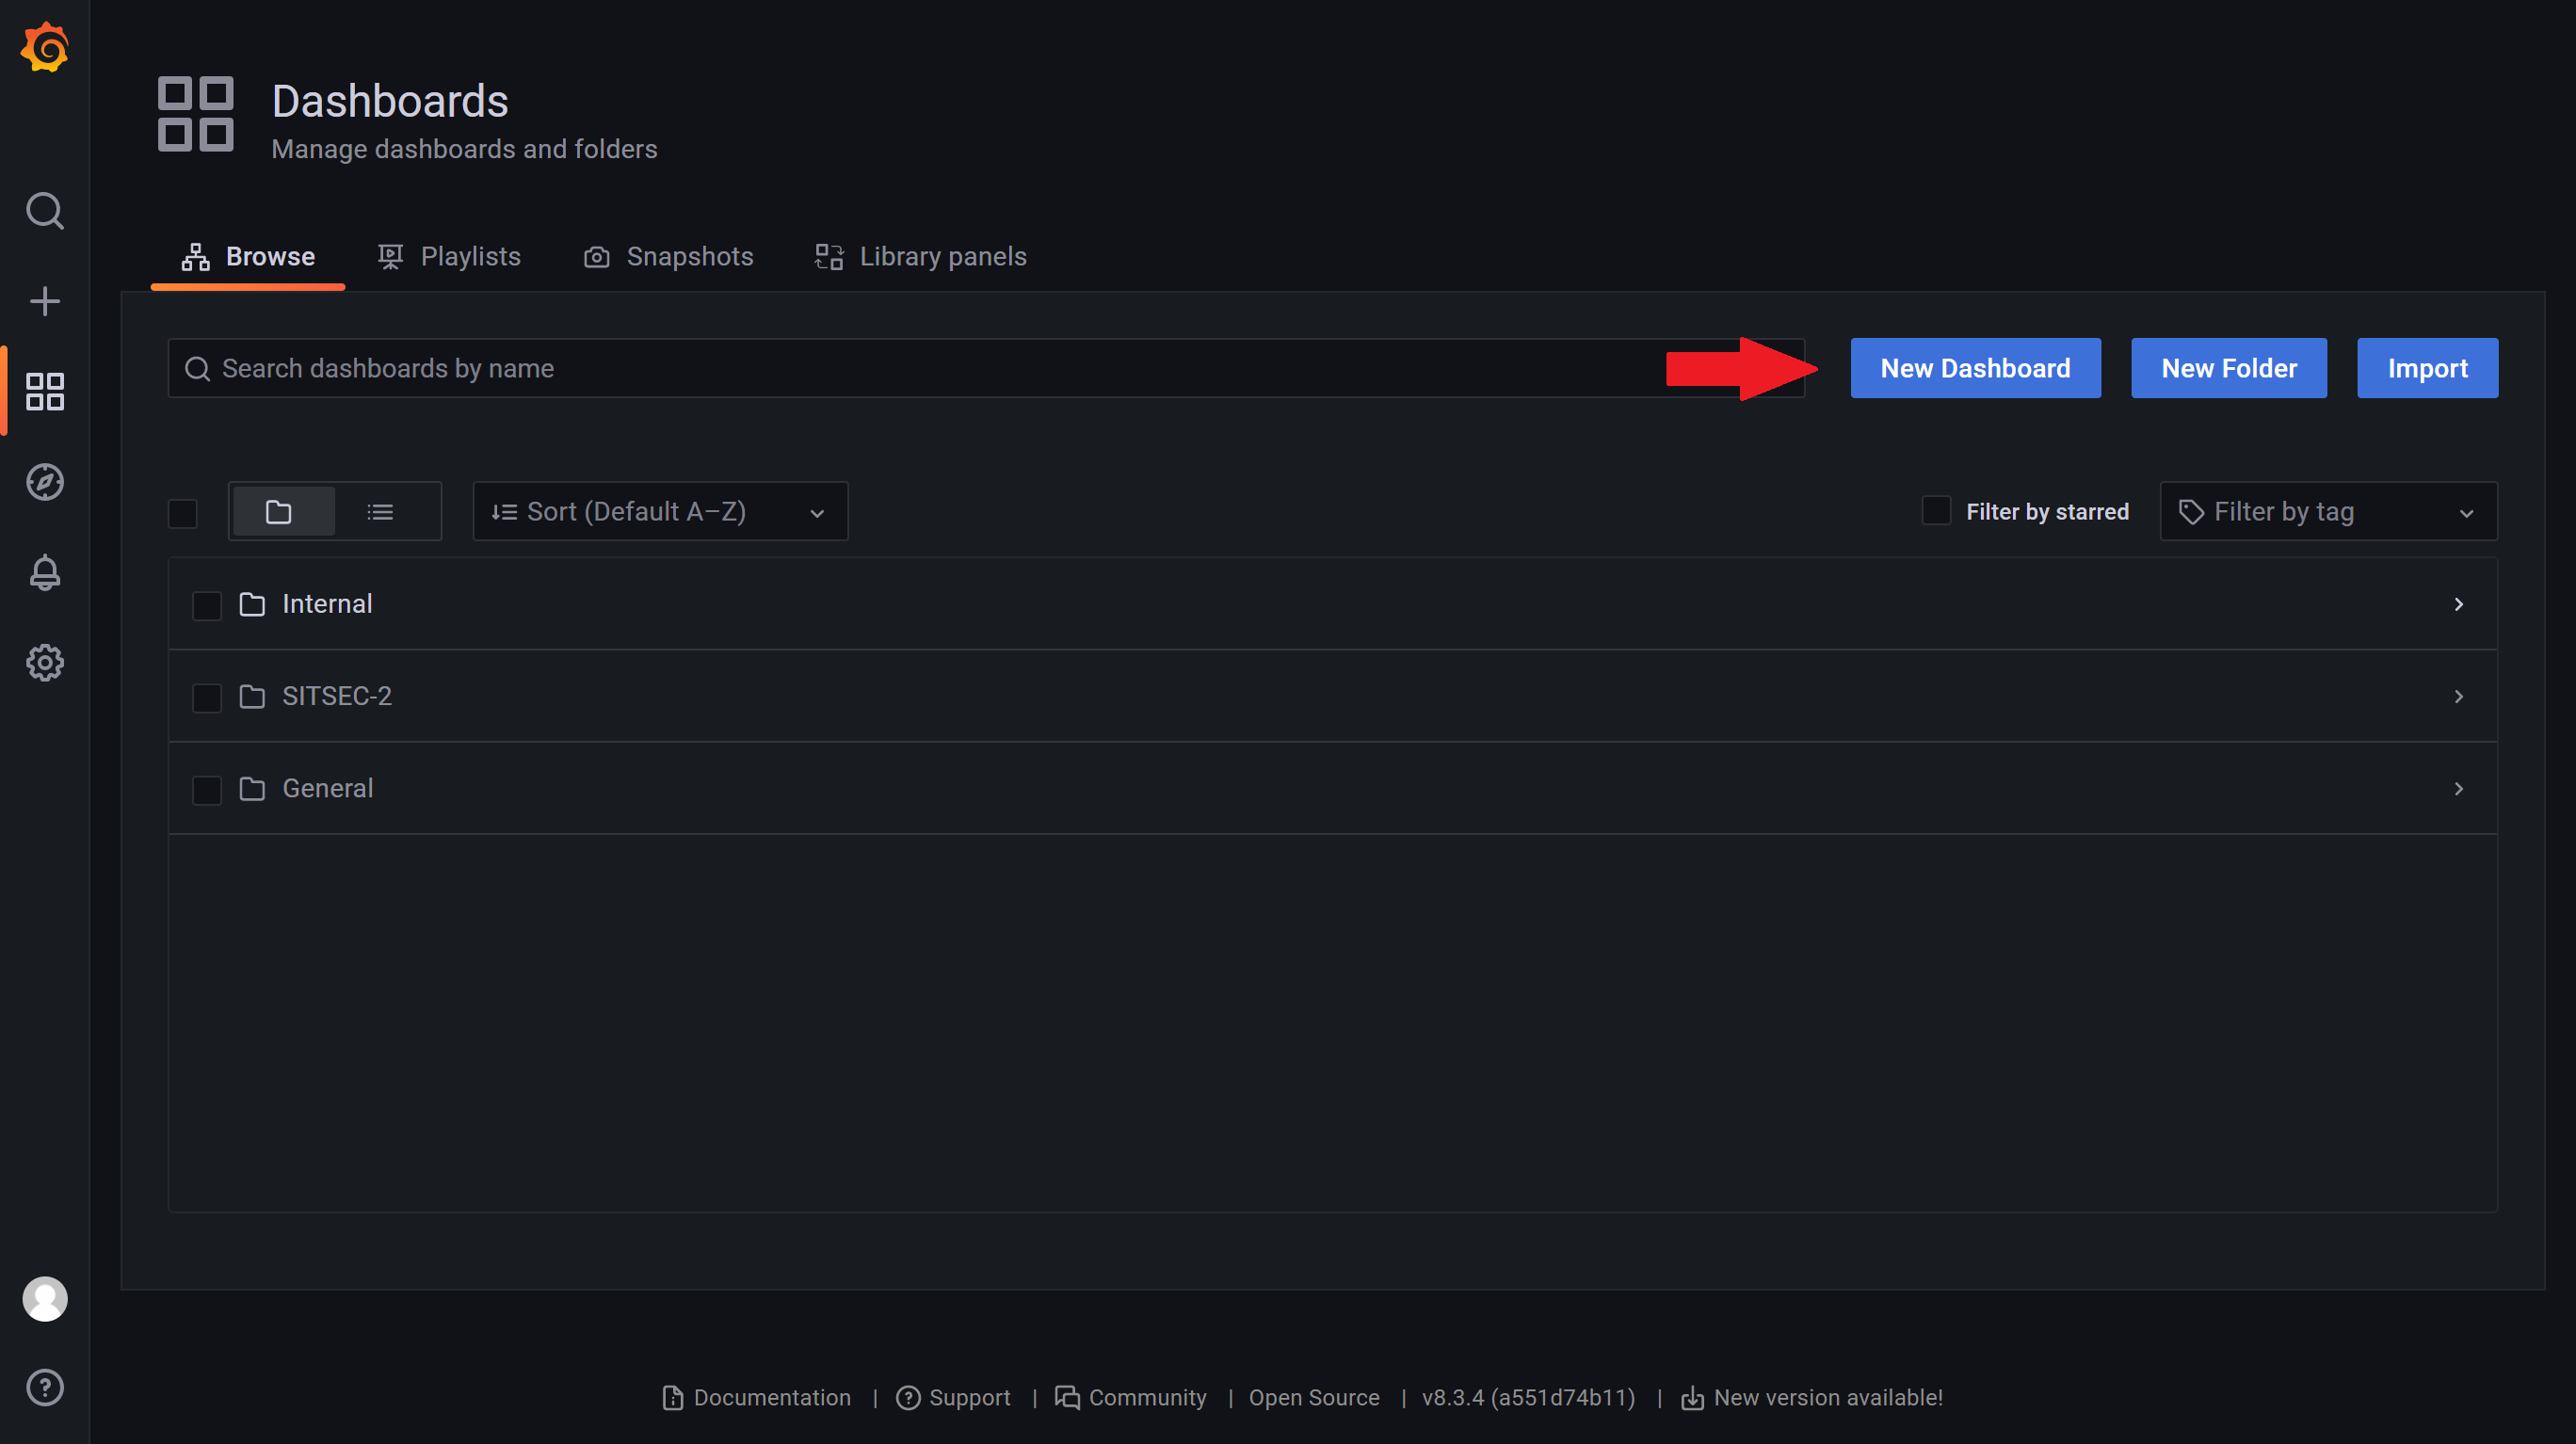 Dashboards
Manage dashboards and folders
Browse
Playlists
Snapshots
Library panels
Search dashboards by name
New Dashboard
New Folder
Import
Sort (Default A–Z)
Filter by starred
Filter by tag
Internal
SITSEC-2
General
Documentation | Support | Community | Open Source | v8.3.4 (a551d74b11) | New version available!